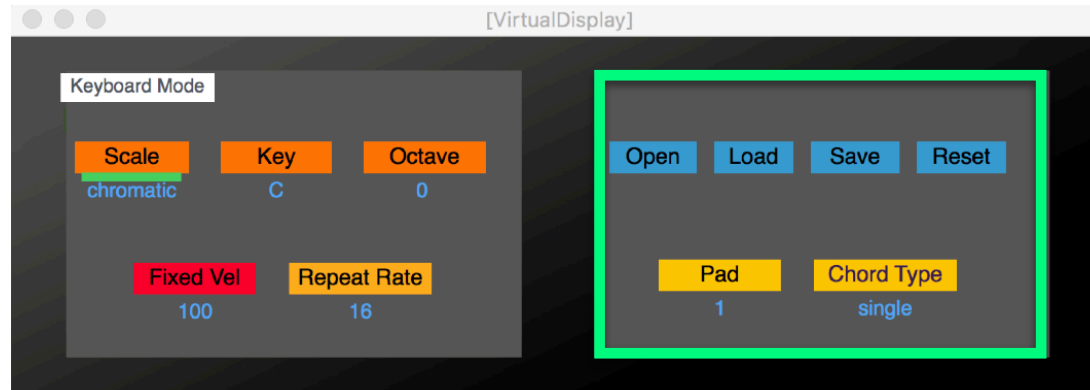 [VirtualDisplay]
Keyboard Mode
Scale Key Octave
chromatic C 0
Fixed Vel Repeat Rate
100 16
Open Load Save Reset
Pad Chord Type
1 single